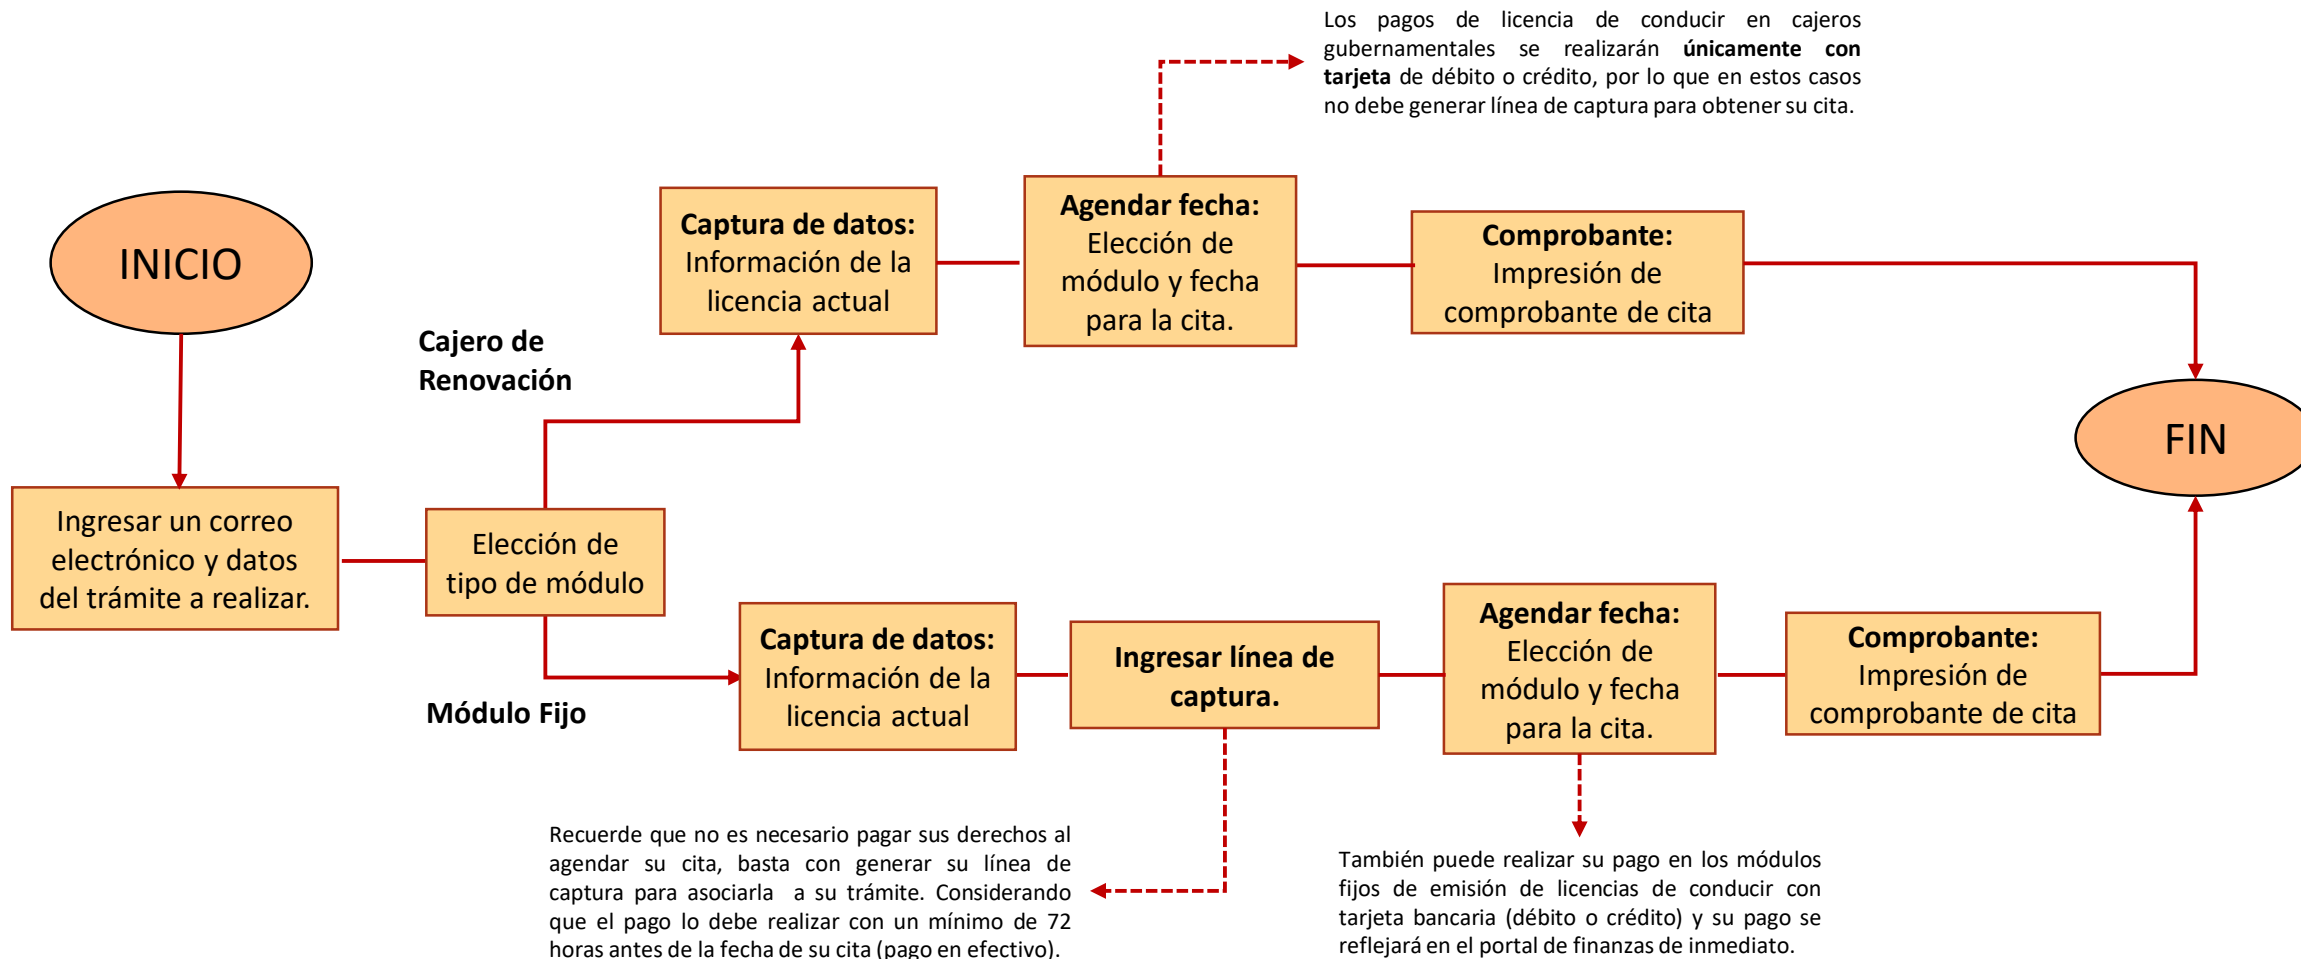 Los pagos de licencia de conducir en cajeros
gubernamentales se realizarán únicamente con
tarjeta de débito o crédito, por lo que en estos casos
no debe generar línea de captura para obtener su cita.
INICIO
Ingresar un correo
electrónico y datos
del trámite a realizar.
Elección de
tipo de módulo
Cajero de
Renovación
Captura de datos:
Información de la
licencia actual
Agendar fecha:
Elección de
módulo y fecha
para la cita.
Comprobante:
Impresión de
comprobante de cita
FIN
Módulo Fijo
Captura de datos:
Información de la
licencia actual
Ingresar línea de
captura.
Agendar fecha:
Elección de
módulo y fecha
para la cita.
Comprobante:
Impresión de
comprobante de cita
Recuerde que no es necesario pagar sus derechos al
agendar su cita, basta con generar su línea de
captura para asociarla a su trámite. Considerando
que el pago lo debe realizar con un mínimo de 72
horas antes de la fecha de su cita (pago en efectivo).
También puede realizar su pago en los módulos
fijos de emisión de licencias de conducir con
tarjeta bancaria (débito o crédito) y su pago se
reflejará en el portal de finanzas de inmediato.